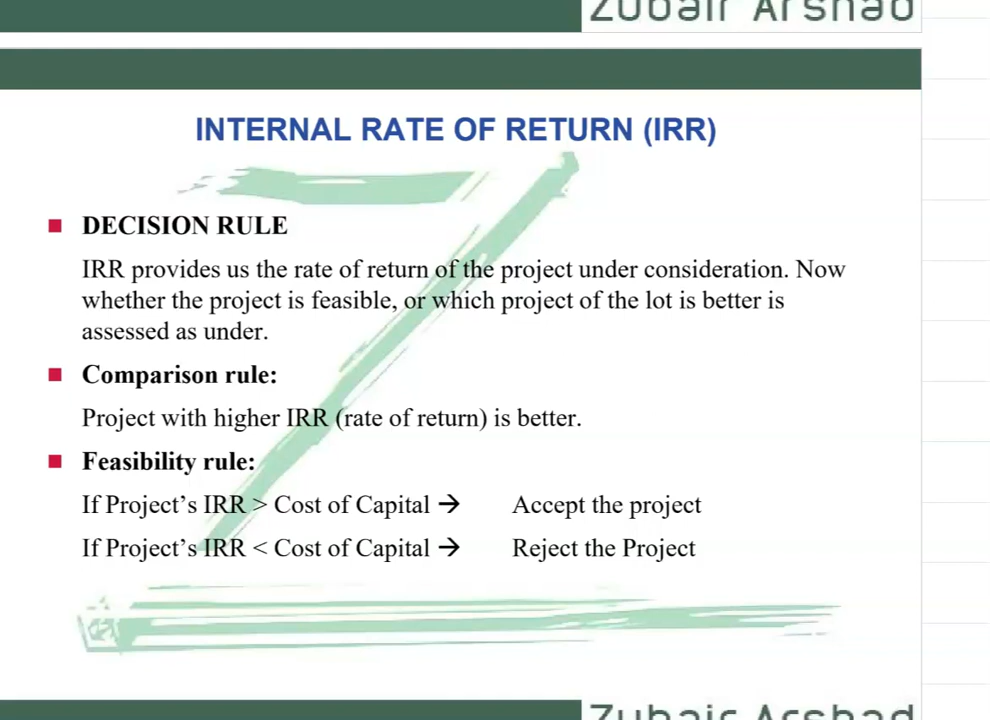 Zubair Arshad
INTERNAL RATE OF RETURN (IRR)
■ DECISION RULE
IRR provides us the rate of return of the project under consideration. Now
whether the project is feasible, or which project of the lot is better is
assessed as under.
■ Comparison rule:
Project with higher IRR (rate of return) is better.
■ Feasibility rule:
If Project’s IRR > Cost of Capital → Accept the project
If Project’s IRR < Cost of Capital → Reject the Project
Zubair Arshad